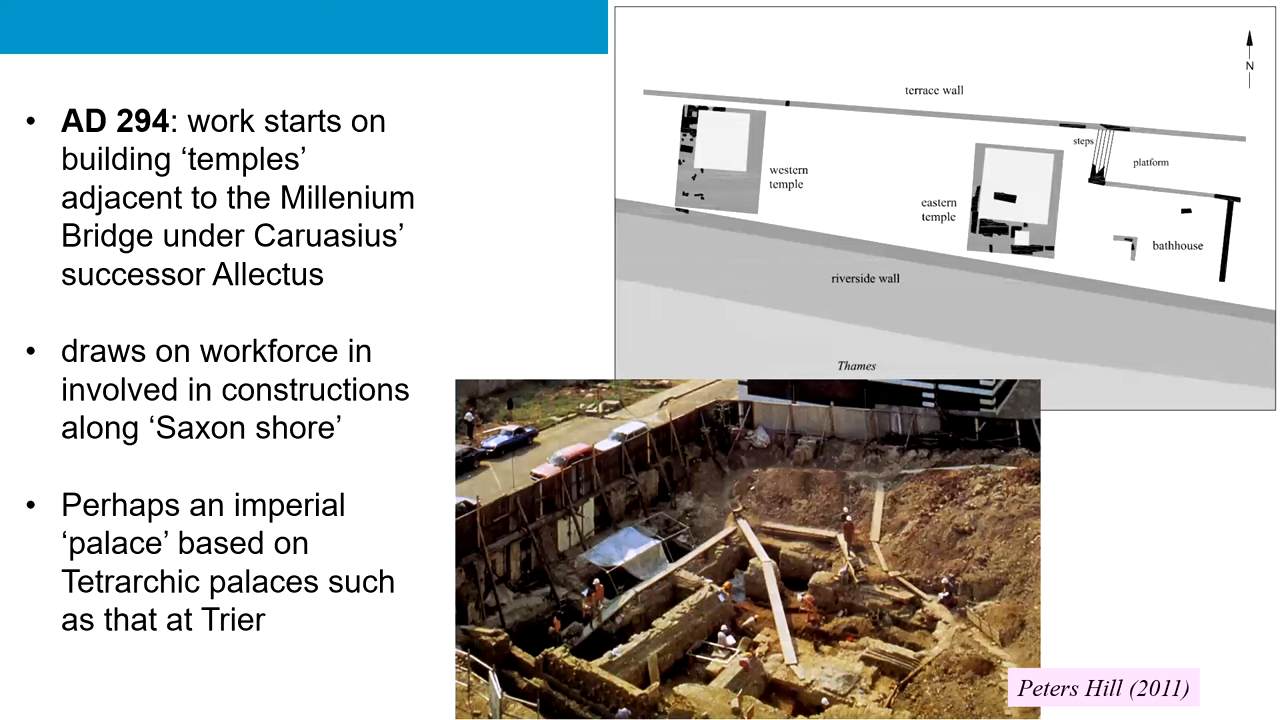 • AD 294: work starts on
building ‘temples’
adjacent to the Millenium
Bridge under Caruasius’
successor Allectus
• draws on workforce in
involved in constructions
along ‘Saxon shore’
• Perhaps an imperial
‘palace’ based on
Tetrarchic palaces such
as that at Trier
N
terrace wall
steps
platform
western
temple
eastern
temple
bathhouse
riverside wall
Thames
Peters Hill (2011)